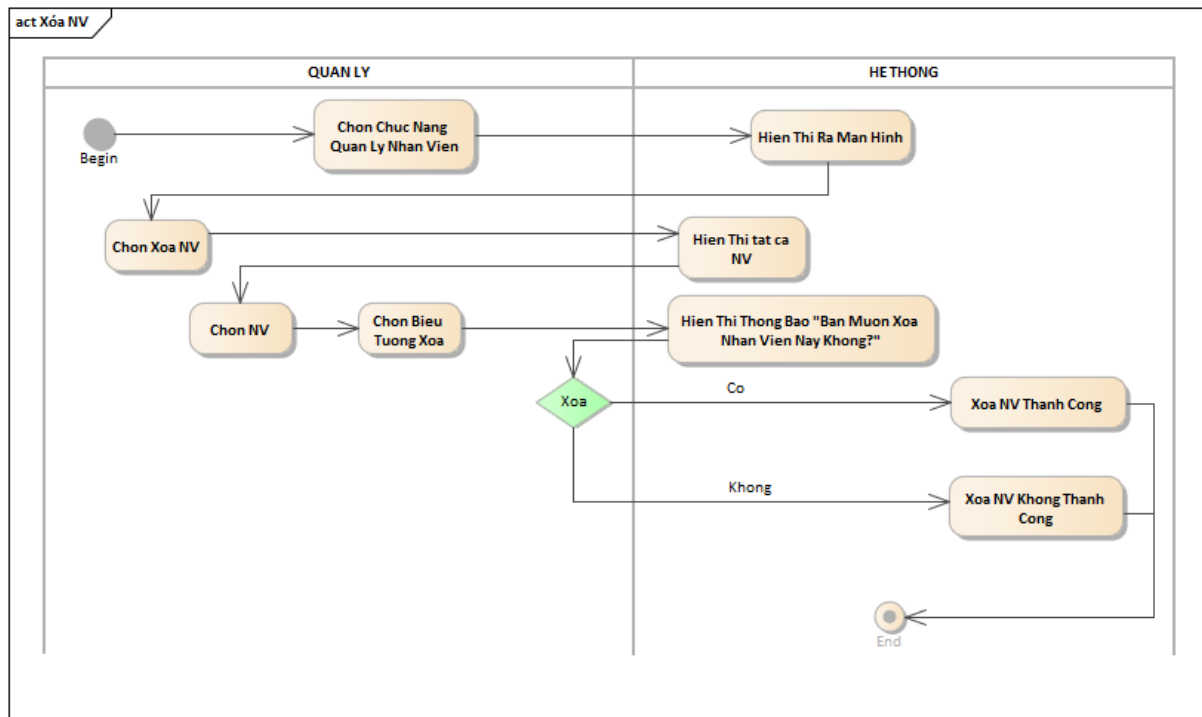 act Xóa NV
QUAN LY
HE THONG
Begin
Chon Chuc Nang
Quan Ly Nhan Vien
Hien Thi Ra Man Hinh
Chon Xoa NV
Hien Thi tat ca
NV
Chon NV
Chon Bieu
Tuong Xoa
Hien Thi Thong Bao "Ban Muon Xoa
Nhan Vien Nay Khong?"
Xoa
Co
Xoa NV Thanh Cong
Khong
Xoa NV Khong Thanh
Cong
End